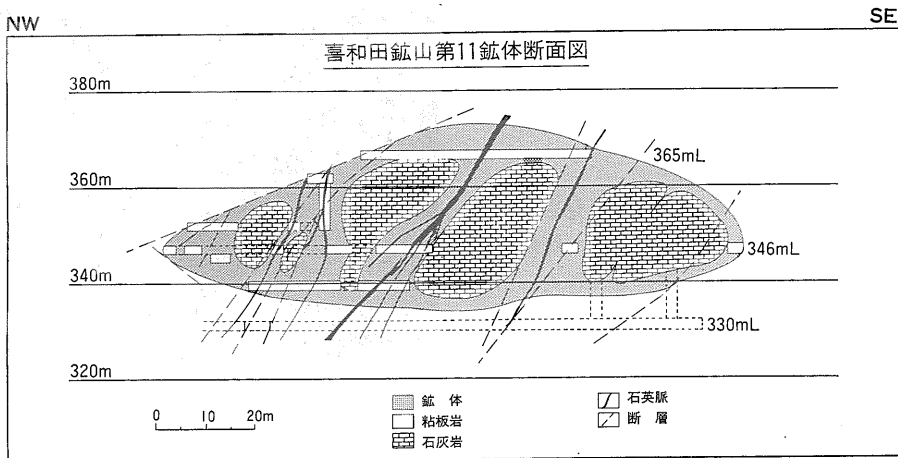 NW
SE
喜和田鉱山第11鉱体断面図
380m
365mL
360m
346mL
340m
330mL
320m
0 10 20m
鉱体
粘板岩
石灰岩
石英脈
断層